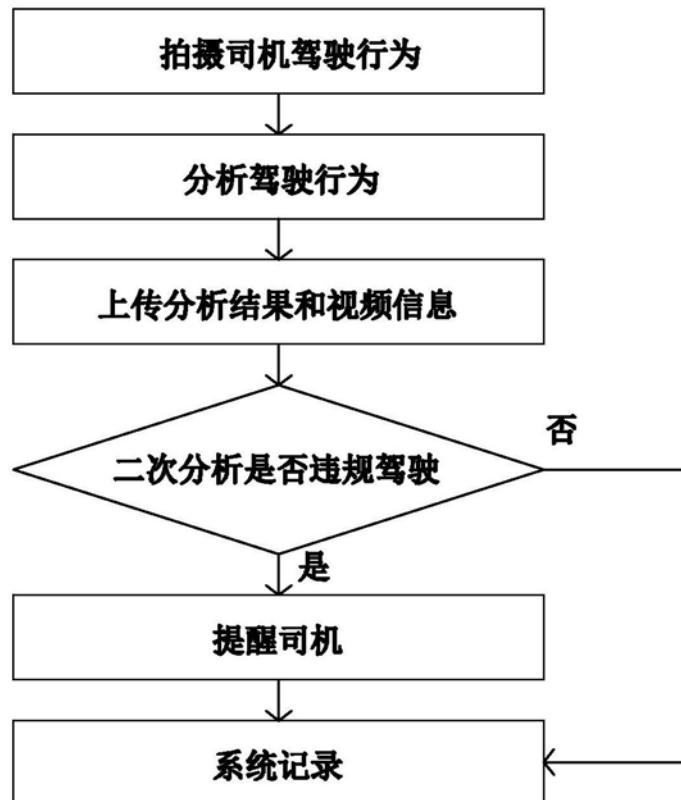 拍摄司机驾驶行为
分析驾驶行为
上传分析结果和视频信息
否
二次分析是否违规驾驶
是
提醒司机
系统记录